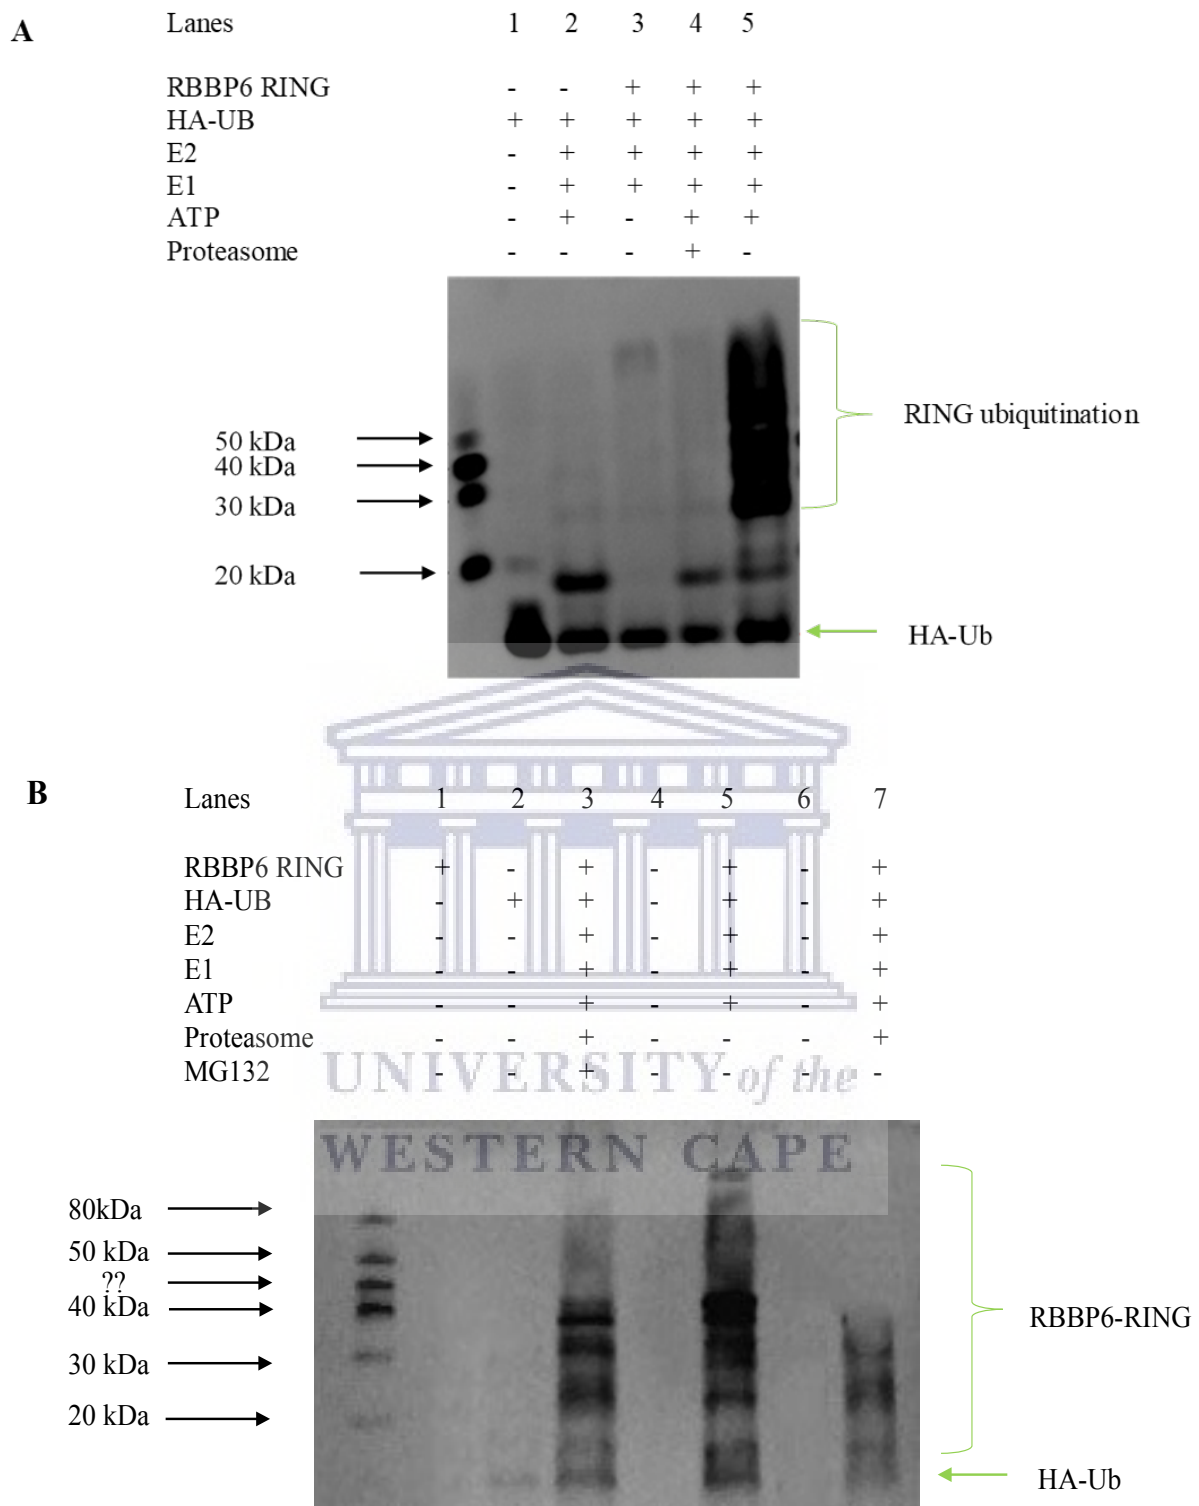 A
Lanes 1 2 3 4 5
RBBP6 RING - - + + +
HA-UB + + + + +
E2 - + + + +
E1 - + + + +
ATP - + - + +
Proteasome - - - + -
50 kDa
40 kDa
30 kDa
20 kDa
RING ubiquitination
HA-Ub
B
Lanes 1 2 3 4 5 6 7
RBBP6 RING + - + - + - +
HA-UB - + + - + - +
E2 - - + - + - +
E1 - - + - + - +
ATP - - + - + - +
Proteasome - - + - - - +
MG132 - - + - - - -
UNIVERSITY of the
WESTERN CAPE
80kDa
50 kDa
??
40 kDa
30 kDa
20 kDa
RBBP6-RING
HA-Ub